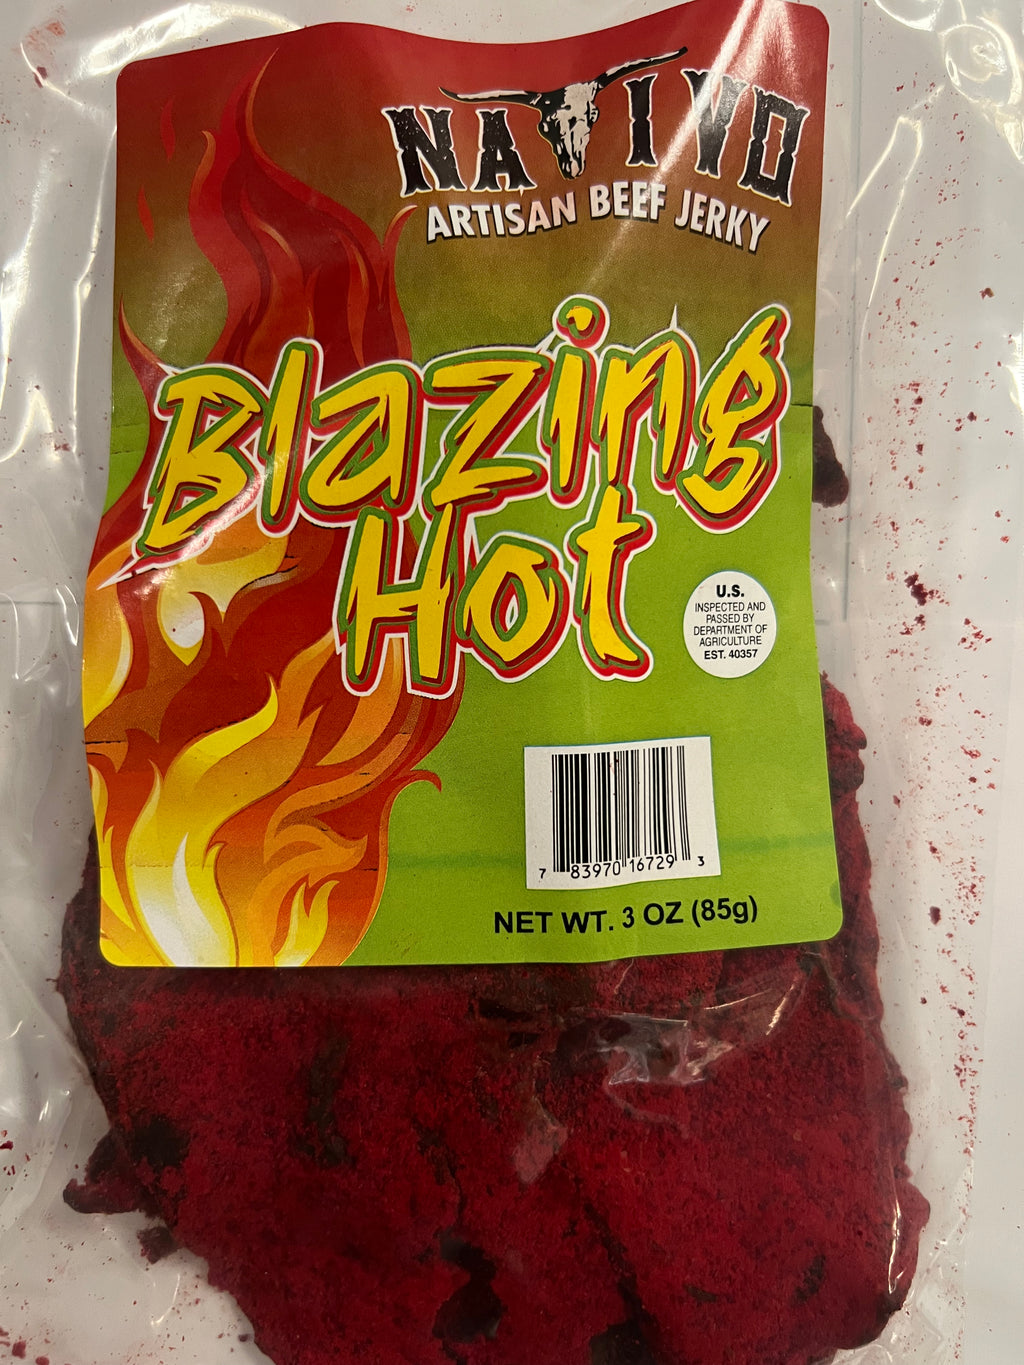 NATIVO
ARTISAN BEEF JERKY
Blazing
Hot
U.S.
INSPECTED AND
PASSED BY
DEPARTMENT OF
AGRICULTURE
EST. 40357
7 83970 16729 3
NET WT. 3 OZ (85g)